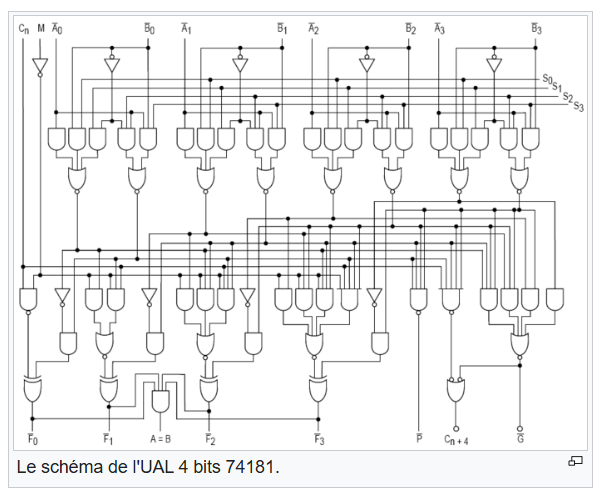 Cn M A̅0 B̅0 A̅1 B̅1 A̅2 B̅2 A̅3 B̅3
S0
S1
S2
S3
F̅0 F̅1 A = B F̅2 F̅3 P̅ Cn + 4 G̅
Le schéma de l'UAL 4 bits 74181.